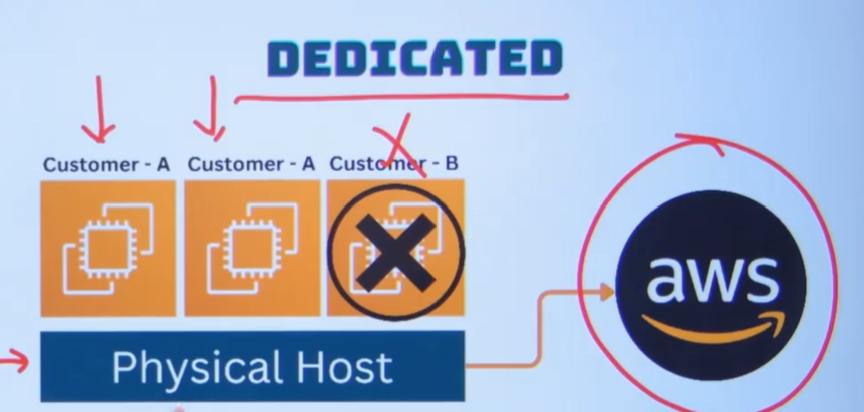 DEDICATED
Customer - A Customer - A Customer - B
aws
Physical Host